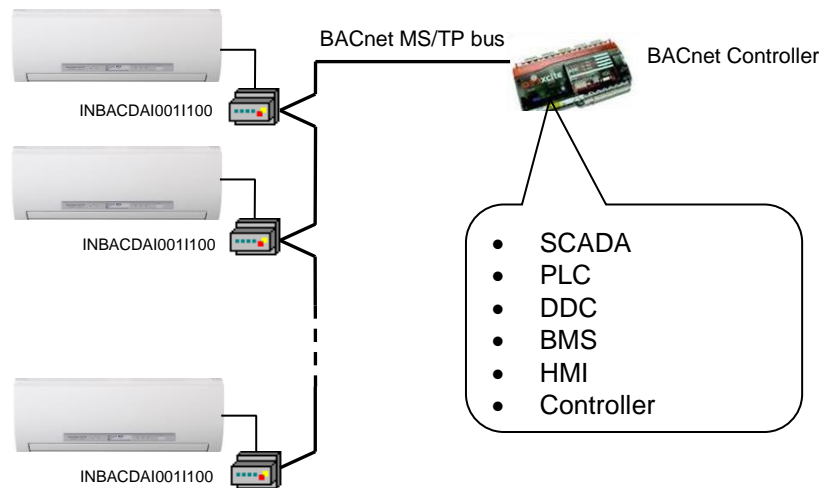 BACnet MS/TP bus
BACnet Controller
INBACDAI001I100
INBACDAI001I100
• SCADA
• PLC
• DDC
• BMS
• HMI
• Controller
INBACDAI001I100